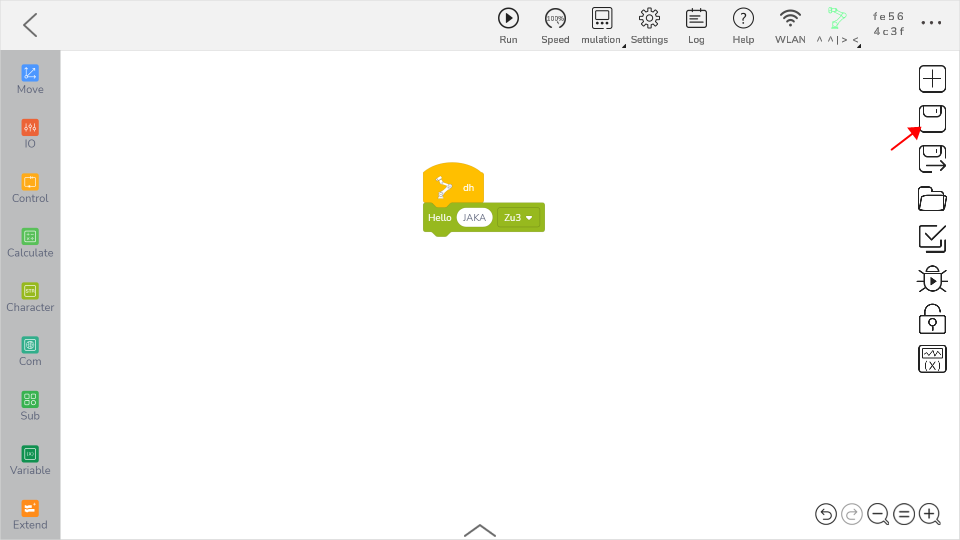 Run
Speed
100%
mulation
Settings
Log
Help
WLAN
^ ^ | > <
fe56
4c3f
Move
IO
Control
Calculate
Character
Com
Sub
Variable
Extend
dh
Hello JAKA Zu3
(X)